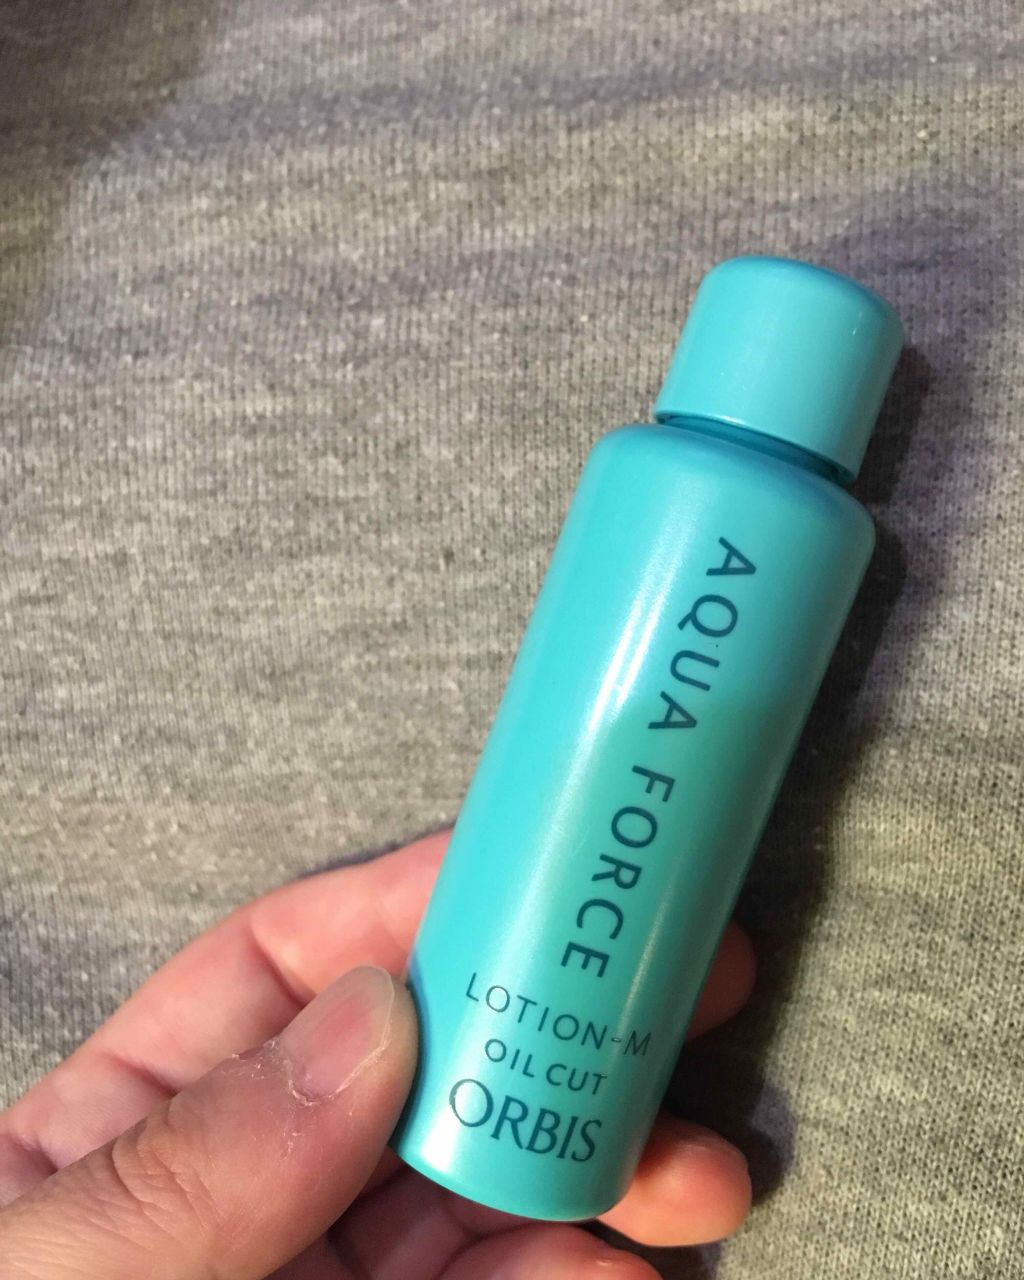 AQUA FORCE
LOTION-M
OIL CUT
ORBIS